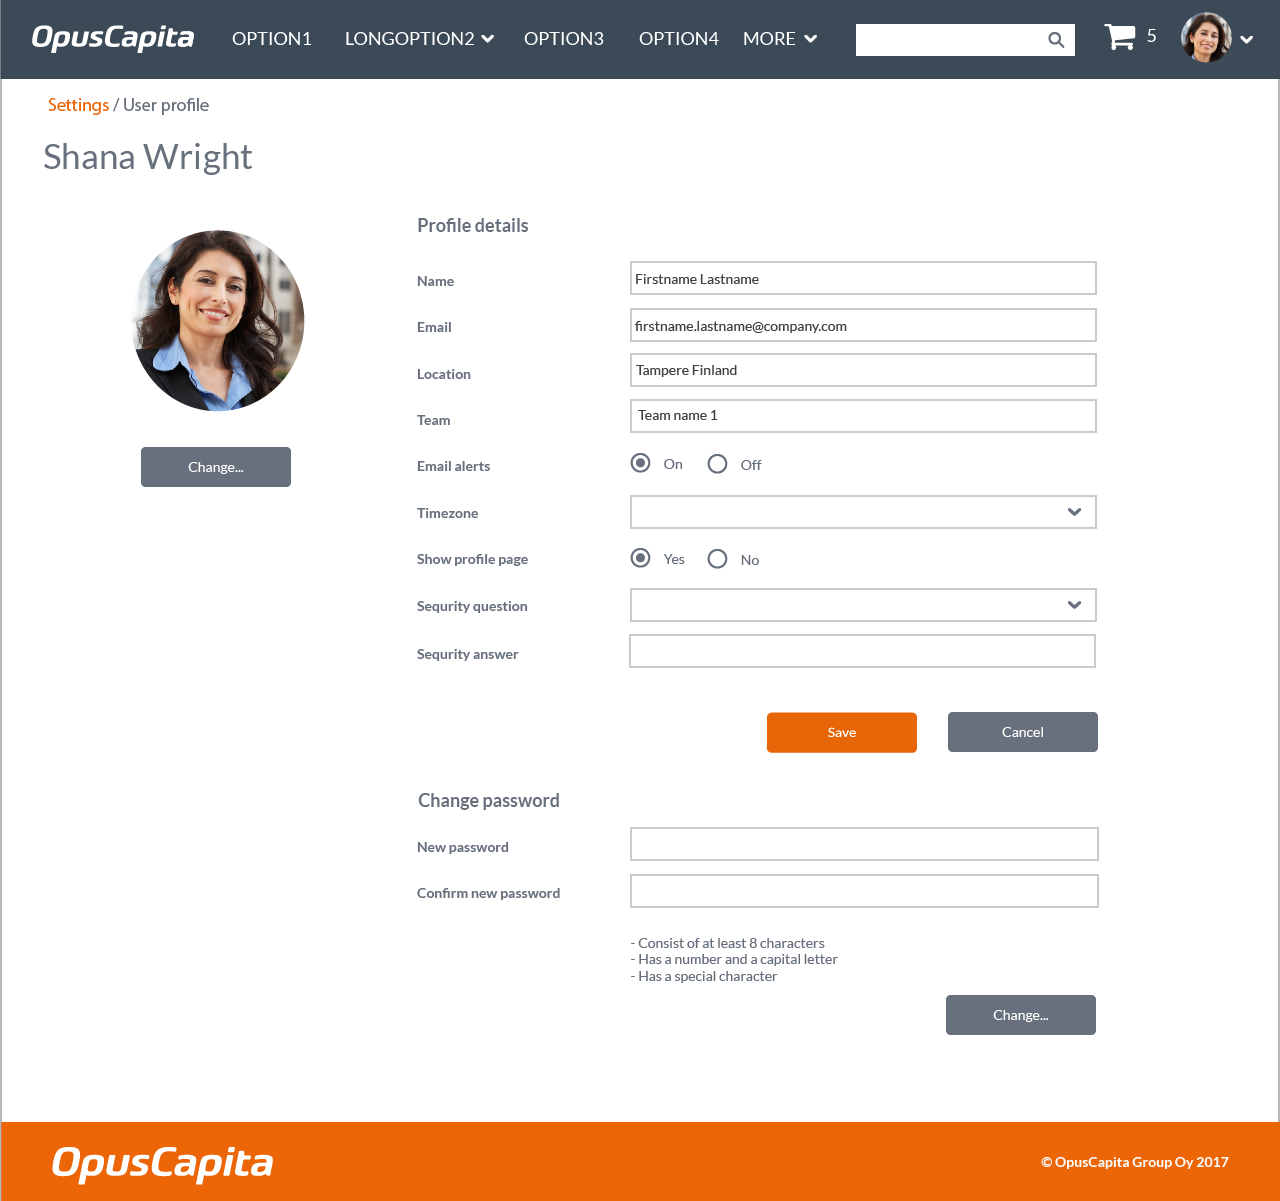 OpusCapita OPTION1 LONGOPTION2 OPTION3 OPTION4 MORE 5
Settings / User profile
Shana Wright
Profile details
Name Firstname Lastname
Email firstname.lastname@company.com
Location Tampere Finland
Team Team name 1
Change...
Email alerts On Off
Timezone
Show profile page Yes No
Sequrity question
Sequrity answer
Save Cancel
Change password
New password
Confirm new password
- Consist of at least 8 characters
- Has a number and a capital letter
- Has a special character
Change...
OpusCapita © OpusCapita Group Oy 2017